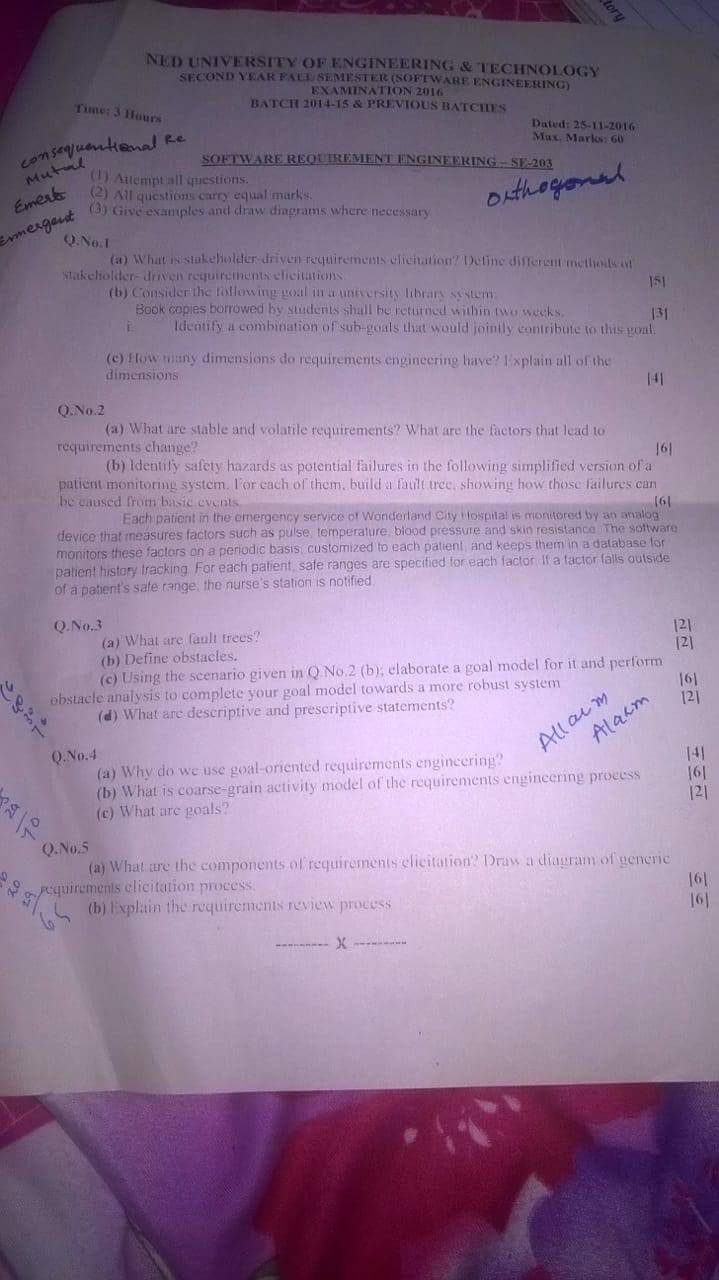 tory
NED UNIVERSITY OF ENGINEERING & TECHNOLOGY
SECOND YEAR FALL SEMESTER (SOFTWARE ENGINEERING)
EXAMINATION 2016
BATCH 2014-15 & PREVIOUS BATCHES
Time: 3 Hours
Dated: 25-11-2016
Max. Marks: 60
consequentional Re
Mutal
Emerb
Enmergent
SOFTWARE REQUIREMENT ENGINEERING – SE-203
Orthogonal
(1) Attempt all questions.
(2) All questions carry equal marks.
(3) Give examples and draw diagrams where necessary
Q.No.1
(a) What is stakeholder-driven requirements elicitation? Define different methods of
stakeholder- driven requirements elicitations. [5]
(b) Consider the following goal in a university library system:
Book copies borrowed by students shall be returned within two weeks. [3]
i. Identify a combination of sub-goals that would jointly contribute to this goal.
(c) How many dimensions do requirements engineering have? Explain all of the
dimensions [4]
Q.No.2
(a) What are stable and volatile requirements? What are the factors that lead to
requirements change? [6]
(b) Identify safety hazards as potential failures in the following simplified version of a
patient monitoring system. For each of them, build a fault tree, showing how those failures can
be caused from basic events. [6]
Each patient in the emergency service of Wonderland City Hospital is monitored by an analog
device that measures factors such as pulse, temperature, blood pressure and skin resistance. The software
monitors these factors on a periodic basis, customized to each patient, and keeps them in a database for
patient history tracking. For each patient, safe ranges are specified for each factor. If a factor falls outside
of a patient's safe range, the nurse's station is notified.
Q.No.3
(a) What are fault trees? [2]
(b) Define obstacles. [2]
(c) Using the scenario given in Q.No.2 (b); elaborate a goal model for it and perform
obstacle analysis to complete your goal model towards a more robust system [6]
(d) What are descriptive and prescriptive statements? [2]
Allarm
Alarm
Q.No.4
(a) Why do we use goal-oriented requirements engineering? [4]
(b) What is coarse-grain activity model of the requirements engineering process [6]
(c) What are goals? [2]
Q.No.5
(a) What are the components of requirements elicitation? Draw a diagram of generic
requirements elicitation process. [6]
(b) Explain the requirements review process [6]
--------- X ---------